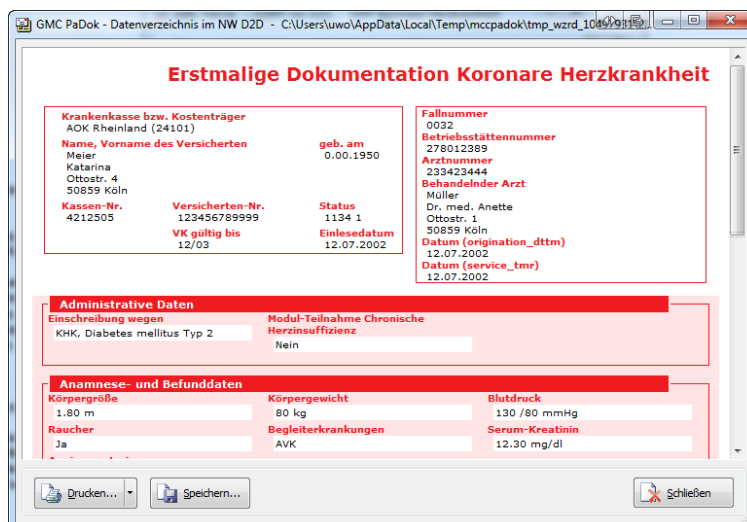 GMC PaDok - Datenverzeichnis im NW D2D - C:\Users\uwo\AppData\Local\Temp\mccpadok\tmp_wzrd_
Erstmalige Dokumentation Koronare Herzkrankheit
Krankenkasse bzw. Kostenträger
AOK Rheinland (24101)
Name, Vorname des Versicherten geb. am
Meier 0.00.1950
Katarina
Ottostr. 4
50859 Köln
Kassen-Nr. Versicherten-Nr. Status
4212505 123456789999 1134 1
VK gültig bis Einlesedatum
12/03 12.07.2002
Fallnummer
0032
Betriebsstättennummer
278012389
Arztnummer
233423444
Behandelnder Arzt
Müller
Dr. med. Anette
Ottostr. 1
50859 Köln
Datum (origination_dttm)
12.07.2002
Datum (service_tmr)
12.07.2002
Administrative Daten
Einschreibung wegen Modul-Teilnahme Chronische
Herzinsuffizienz
KHK, Diabetes mellitus Typ 2
Nein
Anamnese- und Befunddaten
Körpergröße Körpergewicht Blutdruck
1.80 m 80 kg 130 /80 mmHg
Raucher Begleiterkrankungen Serum-Kreatinin
Ja AVK 12.30 mg/dl
Drucken... Speichern... Schließen